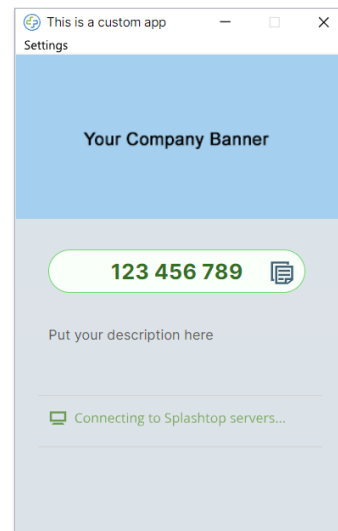 This is a custom app
Settings
Your Company Banner
123 456 789
Put your description here
Connecting to Splashtop servers...